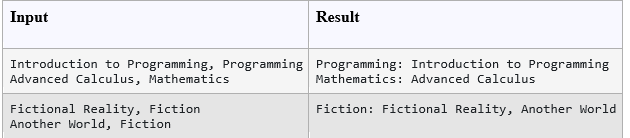 Input Result
Introduction to Programming, Programming Programming: Introduction to Programming
Advanced Calculus, Mathematics Mathematics: Advanced Calculus
Fictional Reality, Fiction Fiction: Fictional Reality, Another World
Another World, Fiction